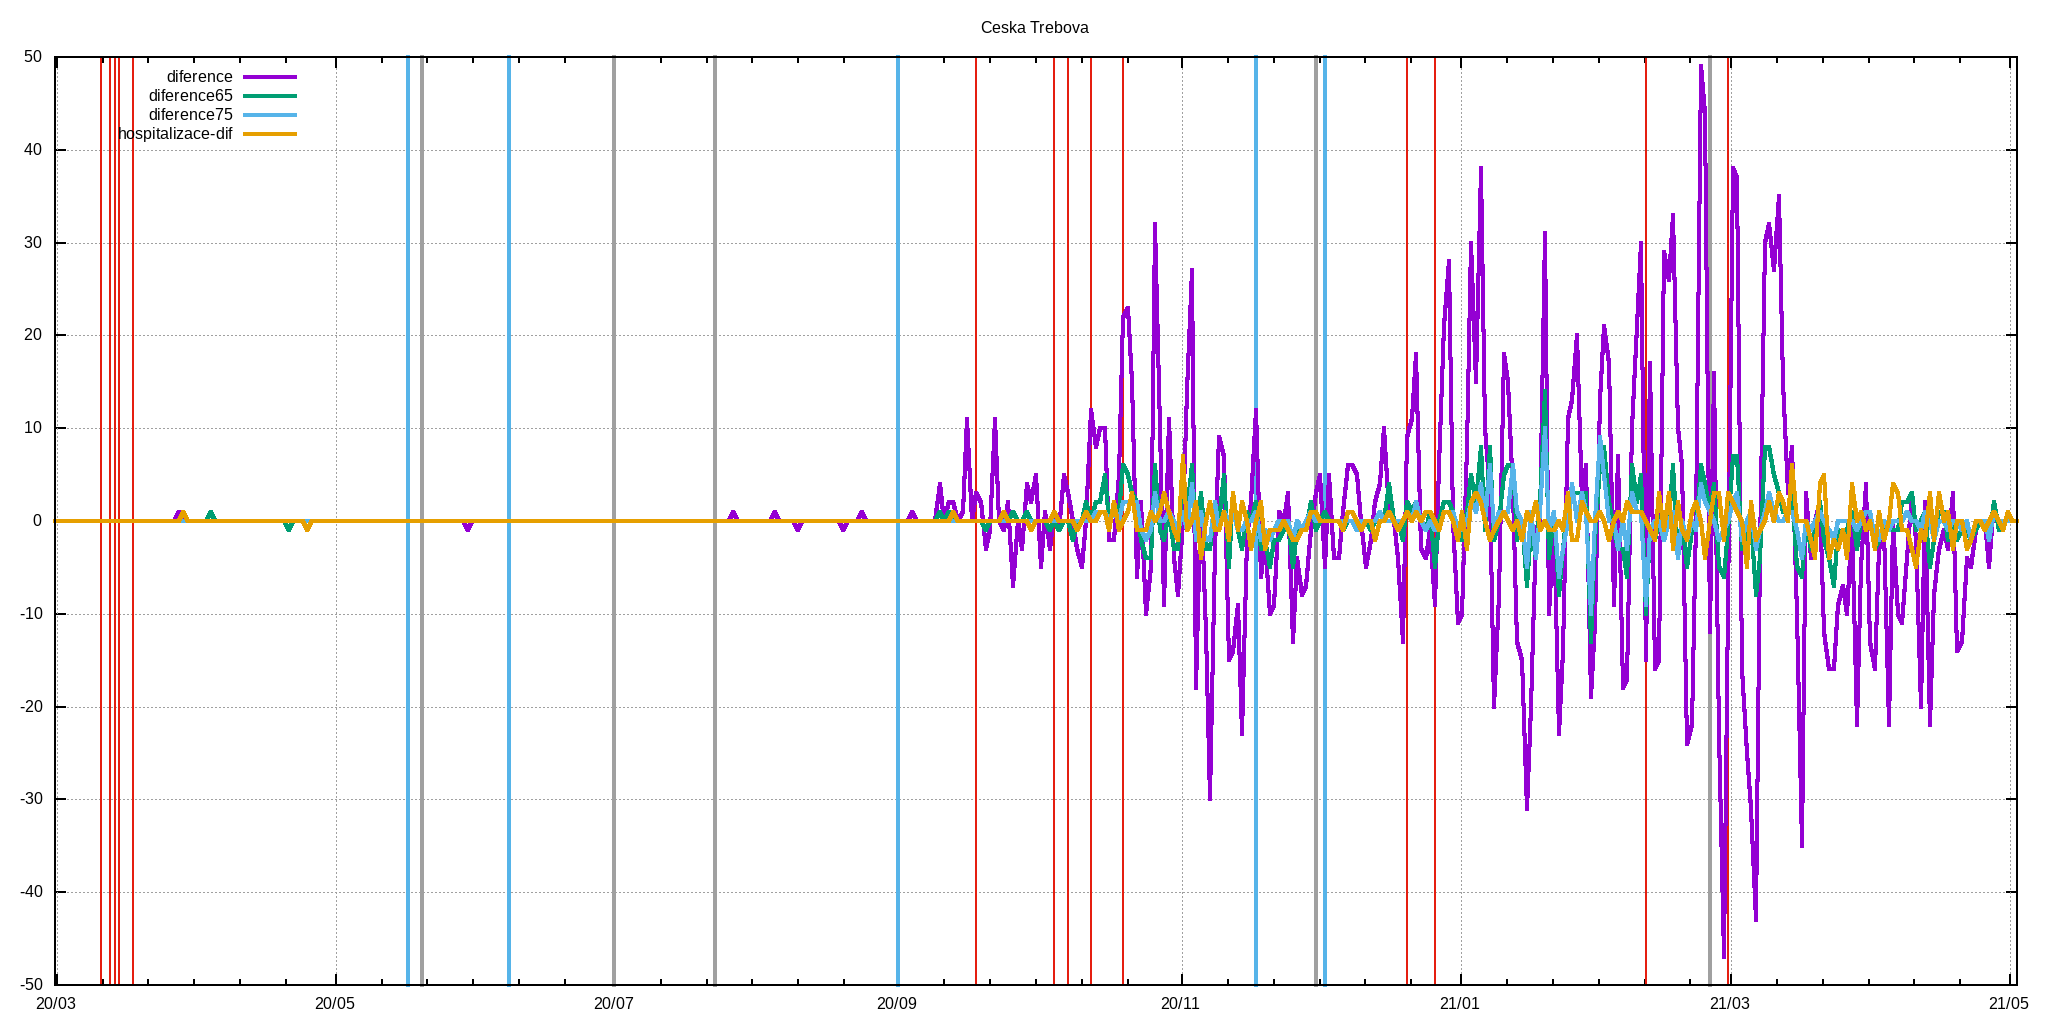 Ceska Trebova
50
40
30
20
10
0
-10
-20
-30
-40
-50
diference
diference65
diference75
hospitalizace-dif
20/03 20/05 20/07 20/09 20/11 21/01 21/03 21/05